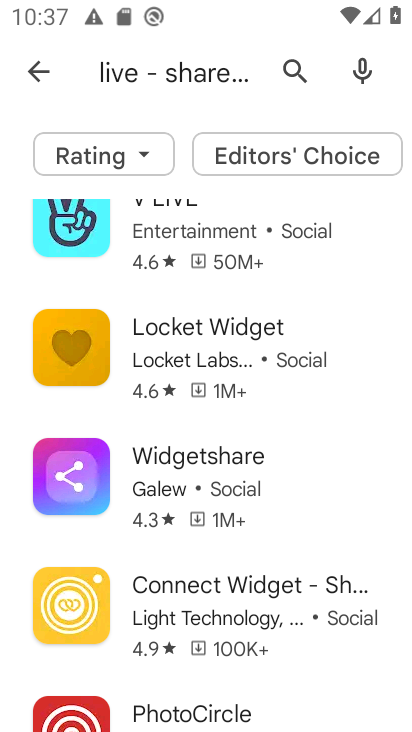 10:37
live - share...
Rating
Editors' Choice
V LIVE
Entertainment • Social
4.6★ 50M+
Locket Widget
Locket Labs... • Social
4.6★ 1M+
Widgetshare
Galew • Social
4.3★ 1M+
Connect Widget - Sh...
Light Technology, ... • Social
4.9★ 100K+
PhotoCircle